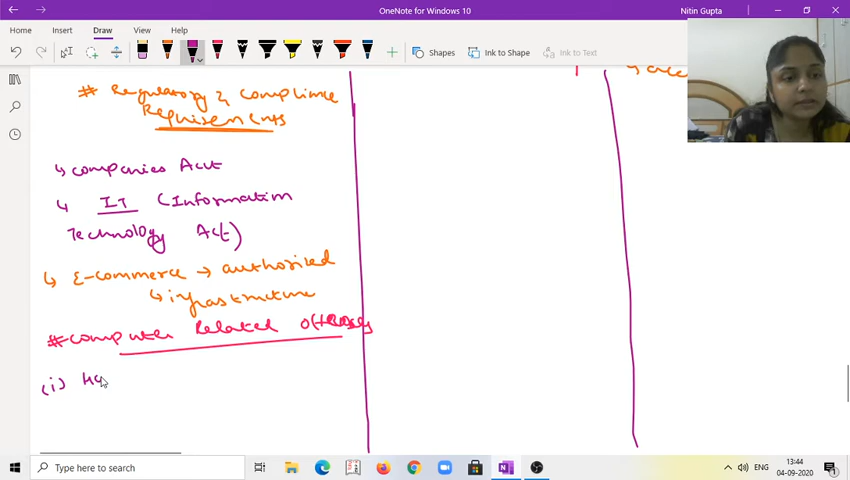 OneNote for Windows 10
Nitin Gupta
Home Insert Draw View Help
Shapes Ink to Shape Ink to Text
# Regulatory & Compliance
Requirements
↳ companies Act
↳ IT (Information
Technology Act)
↳ E-commerce → authorized
↳ infrastructure
# Computer Related
(i) Ha
Type here to search
ENG
13:44
04-09-2020